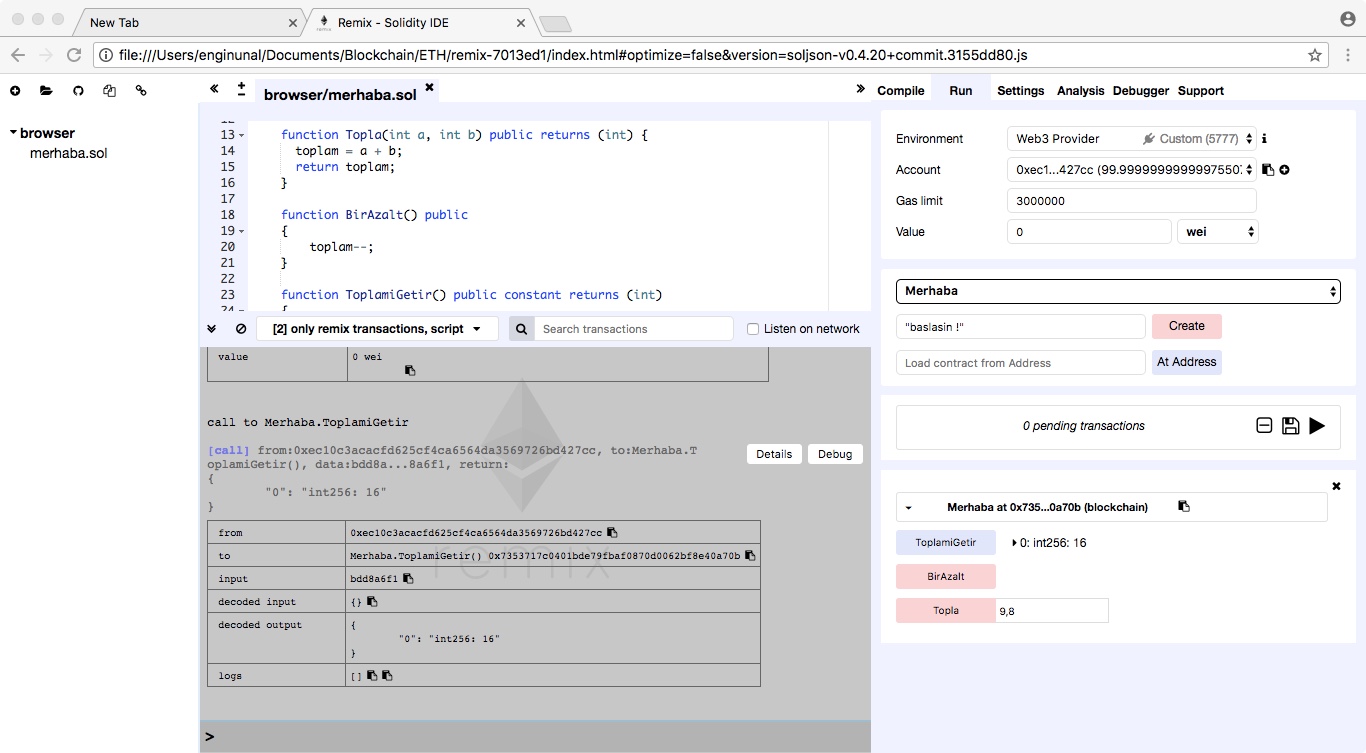 New Tab
Remix - Solidity IDE
file:///Users/enginunal/Documents/Blockchain/ETH/remix-7013ed1/index.html#optimize=false&version=soljson-v0.4.20+commit.3155dd80.js
browser
merhaba.sol
browser/merhaba.sol
13 function Topla(int a, int b) public returns (int) {
14 toplam = a + b;
15 return toplam;
16 }
17
18 function BirAzalt() public
19 {
20 toplam--;
21 }
22
23 function ToplamiGetir() public constant returns (int)
24 {
[2] only remix transactions, script
Search transactions
Listen on network
value 0 wei
call to Merhaba.ToplamiGetir
[call] from:0xec10c3acacfd625cf4ca6564da3569726bd427cc, to:Merhaba.T
oplamiGetir(), data:bdd8a...8a6f1, return:
{
"0": "int256: 16"
}
Details
Debug
remix
from 0xec10c3acacfd625cf4ca6564da3569726bd427cc
to Merhaba.ToplamiGetir() 0x7353717c0401bde79fbaf0870d0062bf8e40a70b
input bdd8a6f1
decoded input {}
decoded output {
"0": "int256: 16"
}
logs []
>
Compile Run Settings Analysis Debugger Support
Environment Web3 Provider Custom (5777)
Account 0xec1...427cc (99.9999999999997550
Gas limit 3000000
Value 0 wei
Merhaba
"baslasin !" Create
Load contract from Address At Address
0 pending transactions
Merhaba at 0x735...0a70b (blockchain)
ToplamiGetir 0: int256: 16
BirAzalt
Topla 9,8